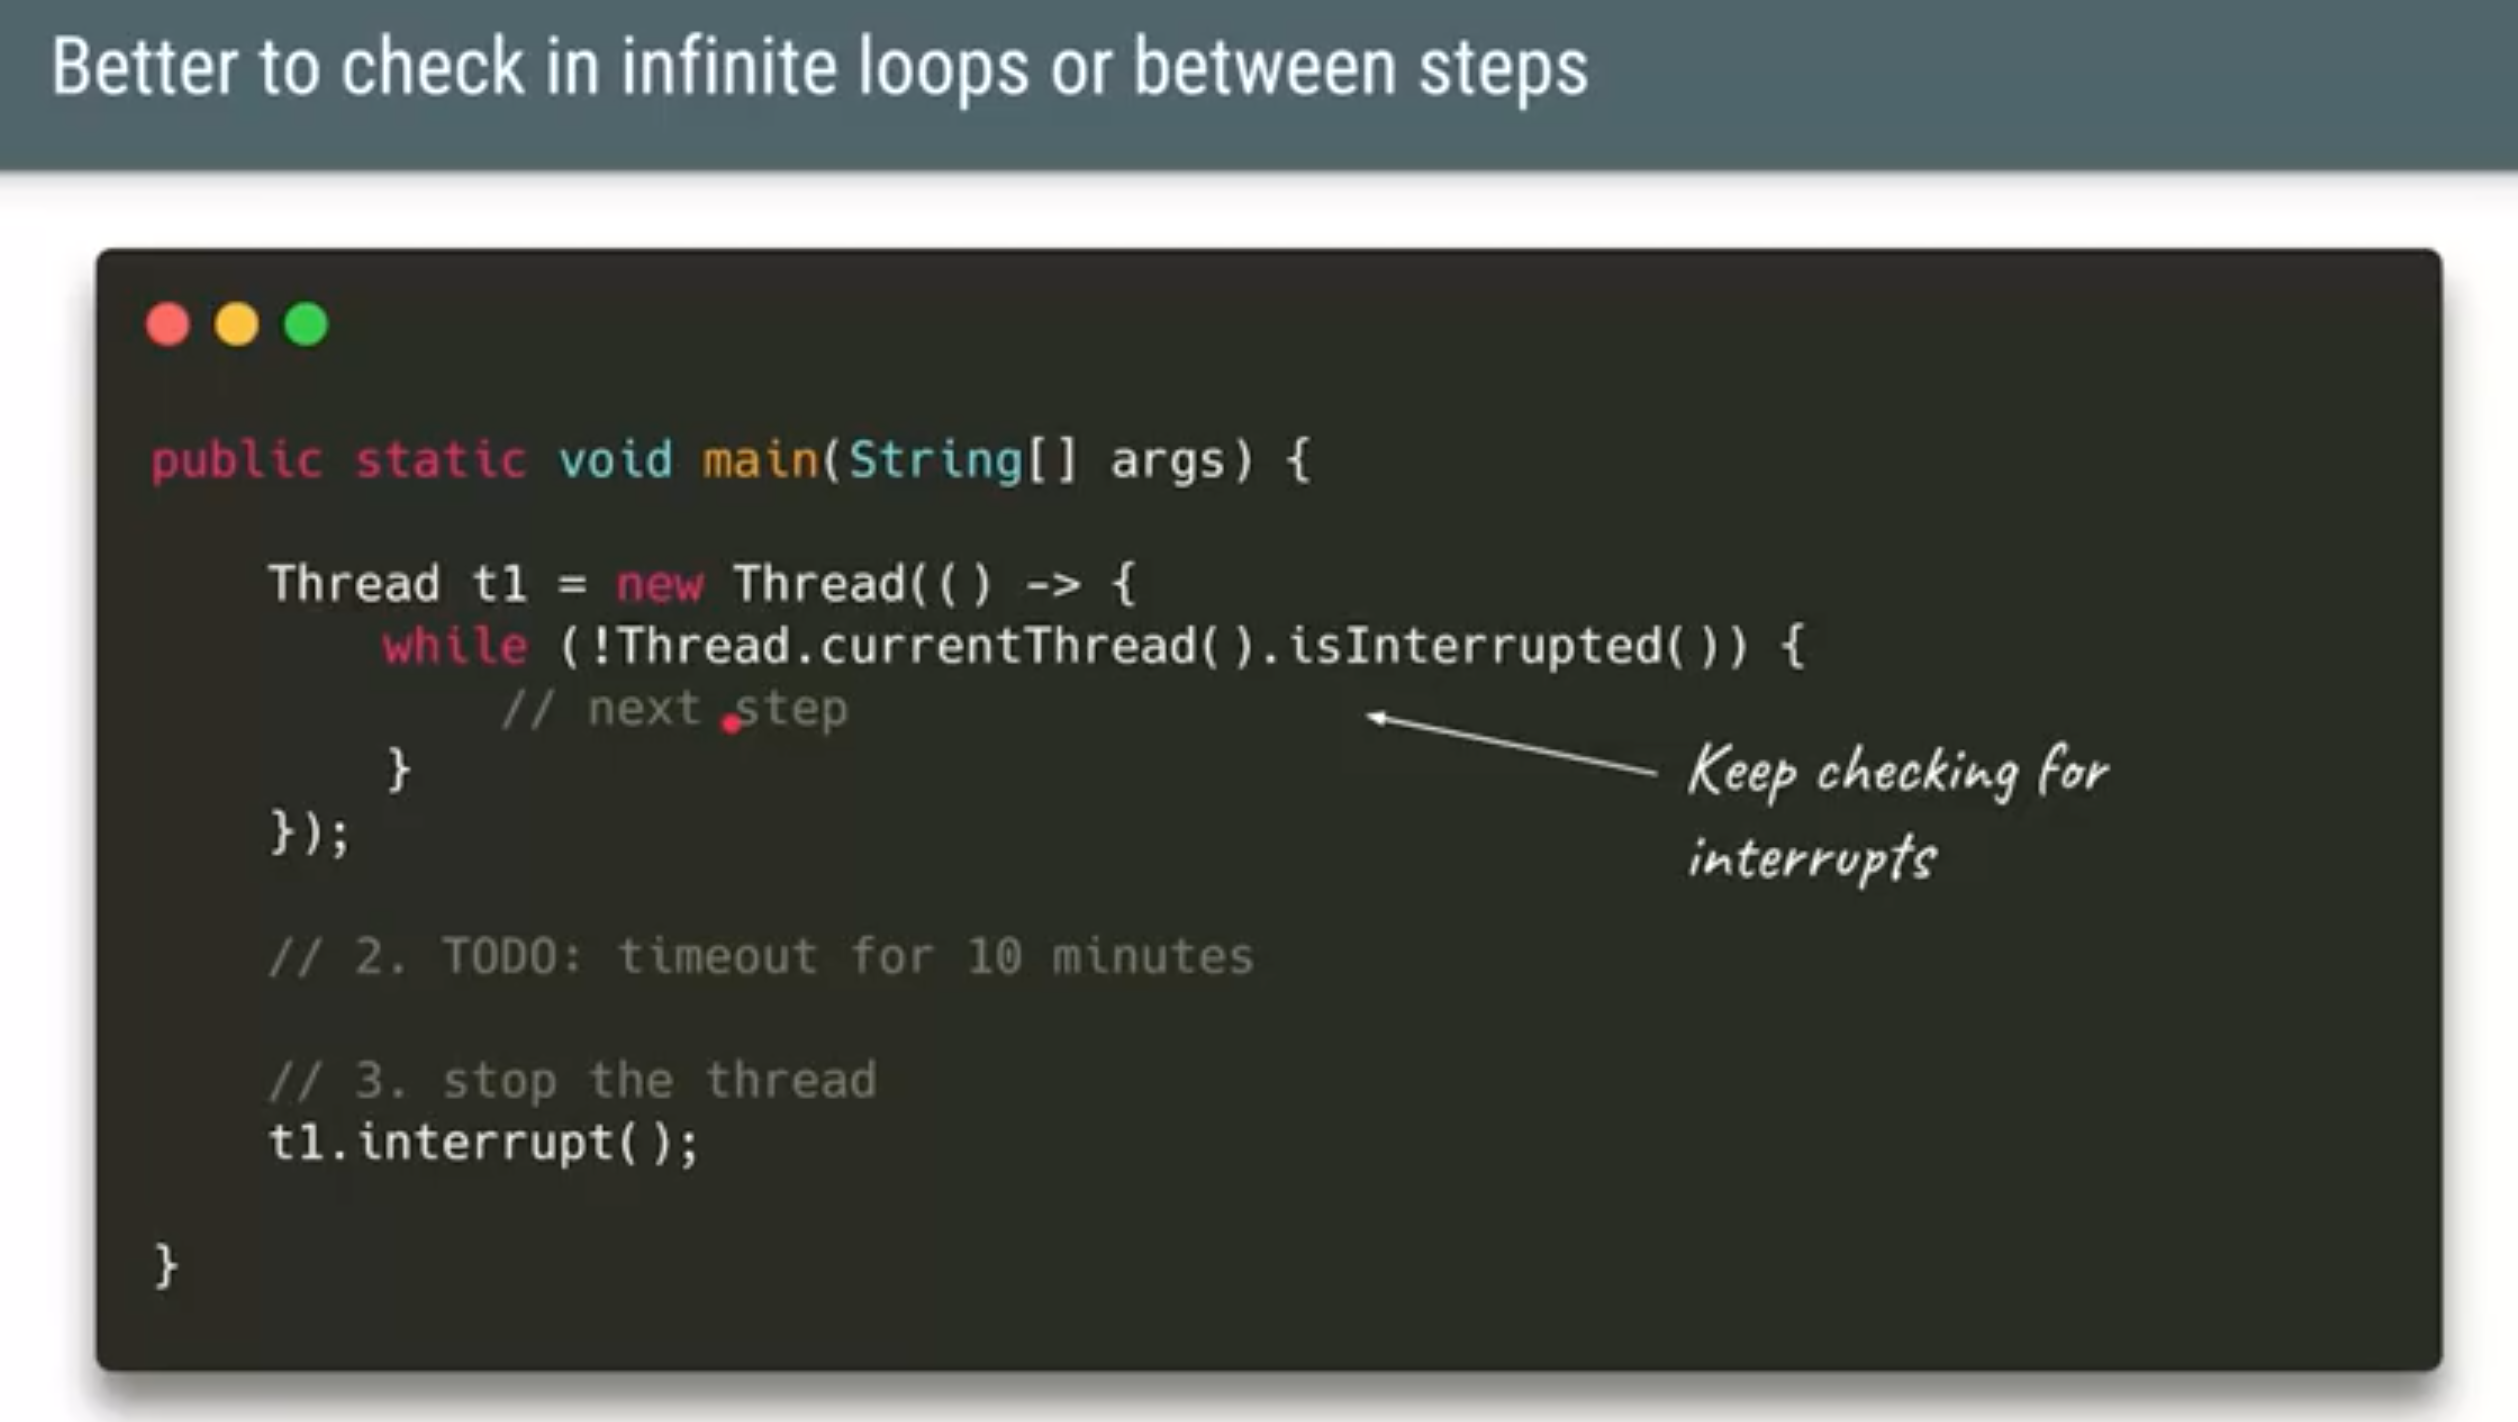 Better to check in infinite loops or between steps
public static void main(String[] args) {
Thread t1 = new Thread(() -> {
while (!Thread.currentThread().isInterrupted()) {
// next step
}
});
Keep checking for
interrupts
// 2. TODO: timeout for 10 minutes
// 3. stop the thread
t1.interrupt();
}